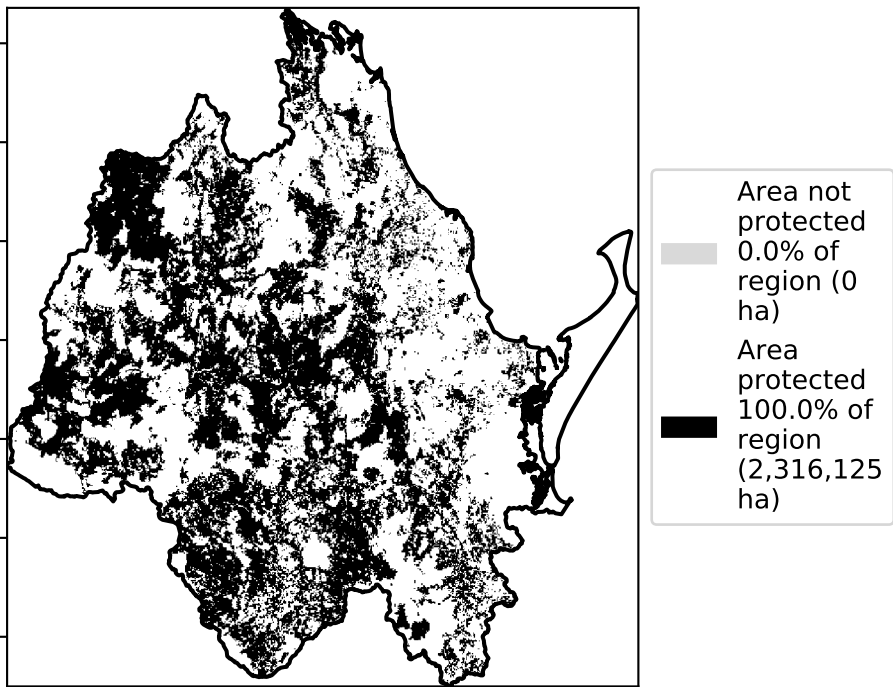 Area not
protected
0.0% of
region (0
ha)
Area
protected
100.0% of
region
(2,316,125
ha)